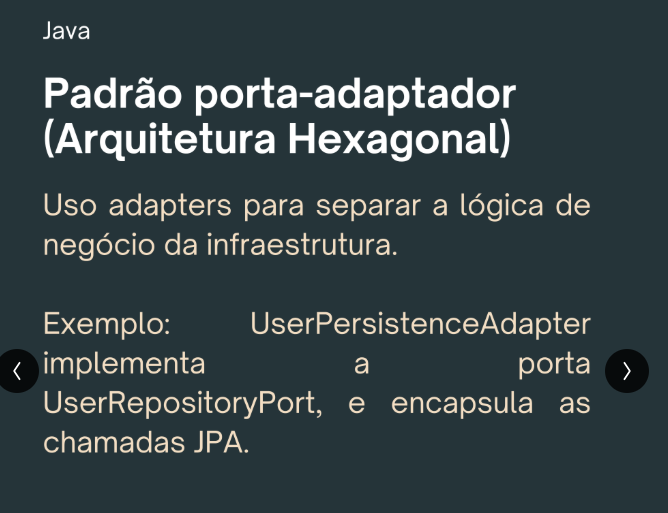 Java
Padrão porta-adaptador
(Arquitetura Hexagonal)
Uso adapters para separar a lógica de
negócio da infraestrutura.
Exemplo: UserPersistenceAdapter
implementa a porta
UserRepositoryPort, e encapsula as
chamadas JPA.